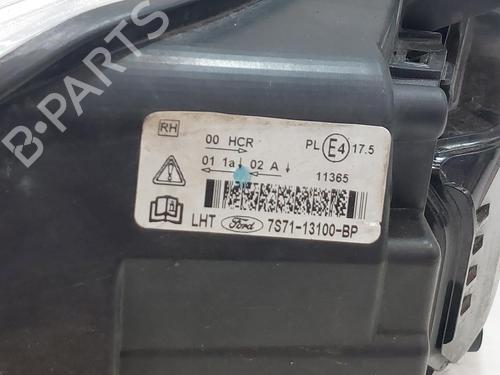 B-PARTS
RH
00 HCR
PL E4 17.5
01 1a↓ 02 A ↓
11365
LHT Ford 7S71-13100-BP